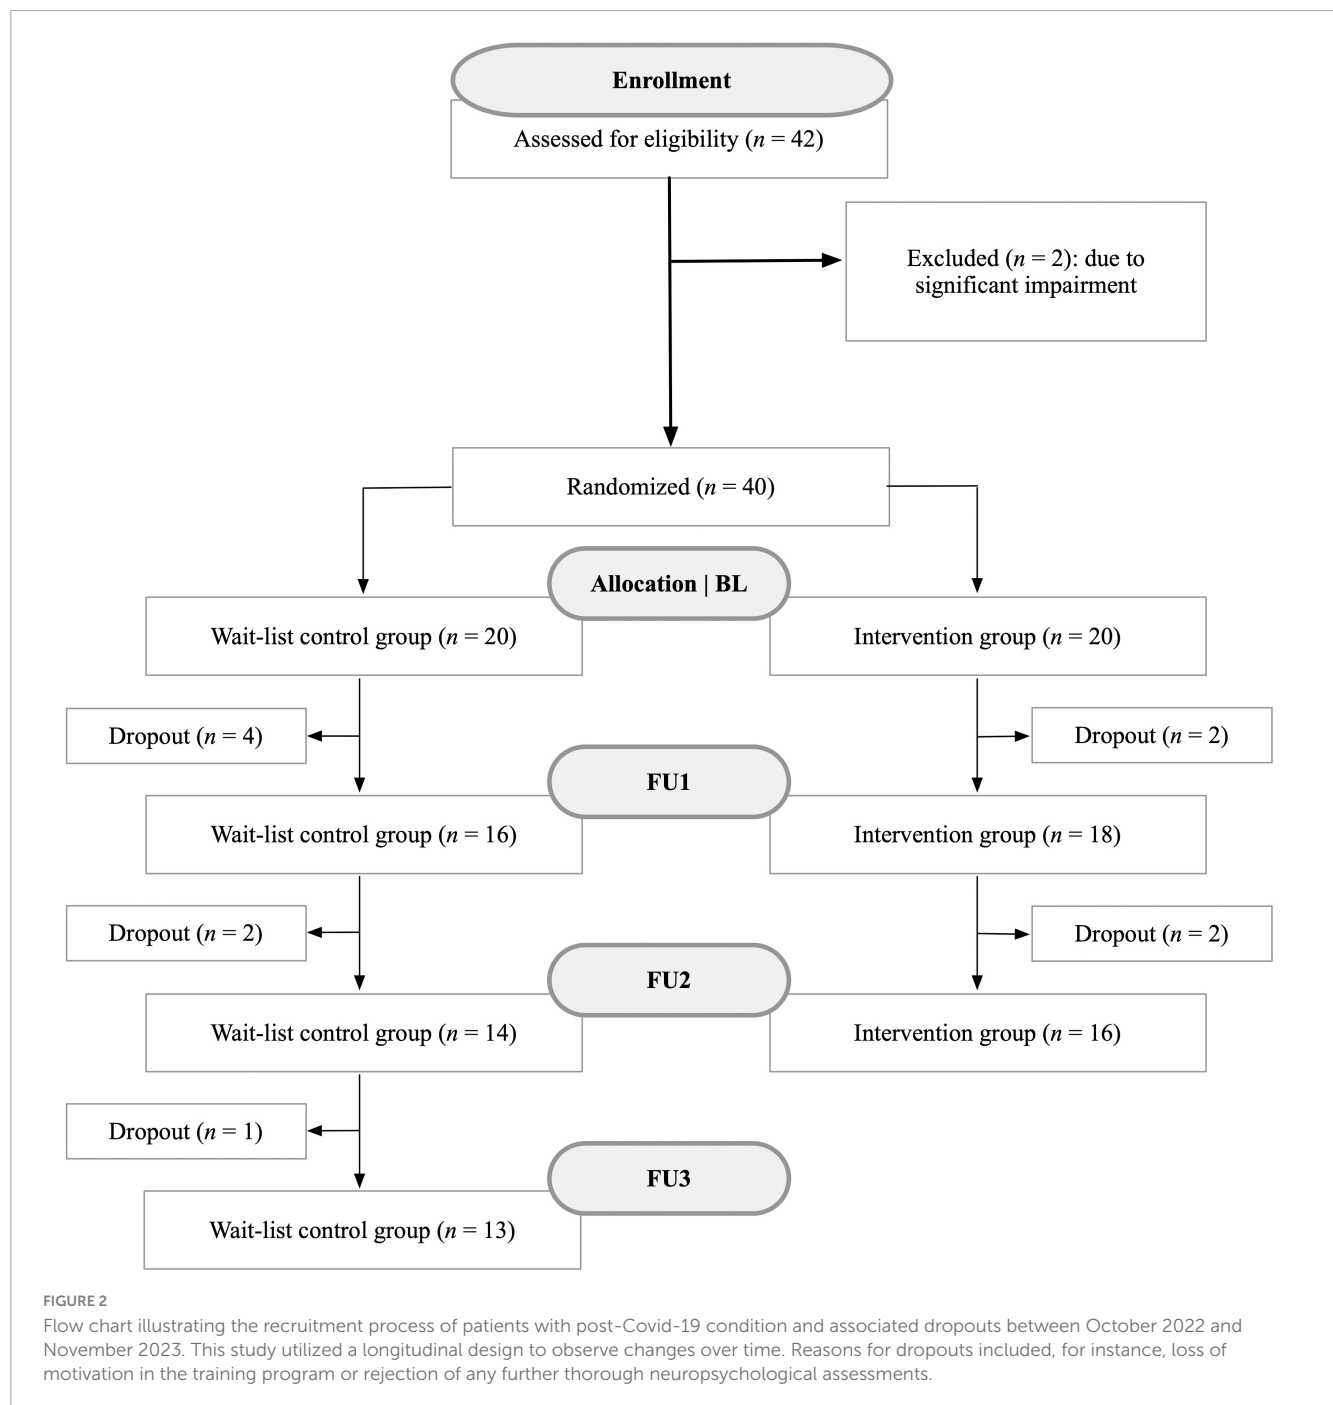 Enrollment
Assessed for eligibility (n = 42)
Excluded (n = 2): due to
significant impairment
Randomized (n = 40)
Allocation | BL
Wait-list control group (n = 20)
Intervention group (n = 20)
Dropout (n = 4)
Dropout (n = 2)
FU1
Wait-list control group (n = 16)
Intervention group (n = 18)
Dropout (n = 2)
Dropout (n = 2)
FU2
Wait-list control group (n = 14)
Intervention group (n = 16)
Dropout (n = 1)
FU3
Wait-list control group (n = 13)
FIGURE 2
Flow chart illustrating the recruitment process of patients with post-Covid-19 condition and associated dropouts between October 2022 and
November 2023. This study utilized a longitudinal design to observe changes over time. Reasons for dropouts included, for instance, loss of
motivation in the training program or rejection of any further thorough neuropsychological assessments.